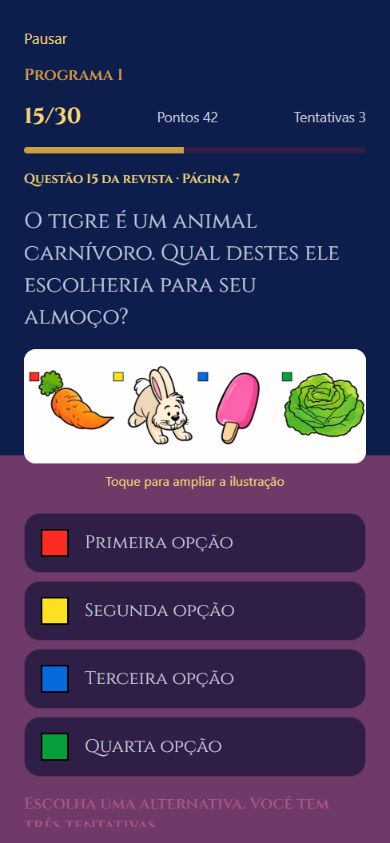 Pausar
Programa 1
15/30
Pontos 42
Tentativas 3
Questão 15 da revista · Página 7
O tigre é um animal
carnívoro. Qual destes ele
escolheria para seu
almoço?
Toque para ampliar a ilustração
Primeira opção
Segunda opção
Terceira opção
Quarta opção
Escolha uma alternativa. Você tem
três tentativas